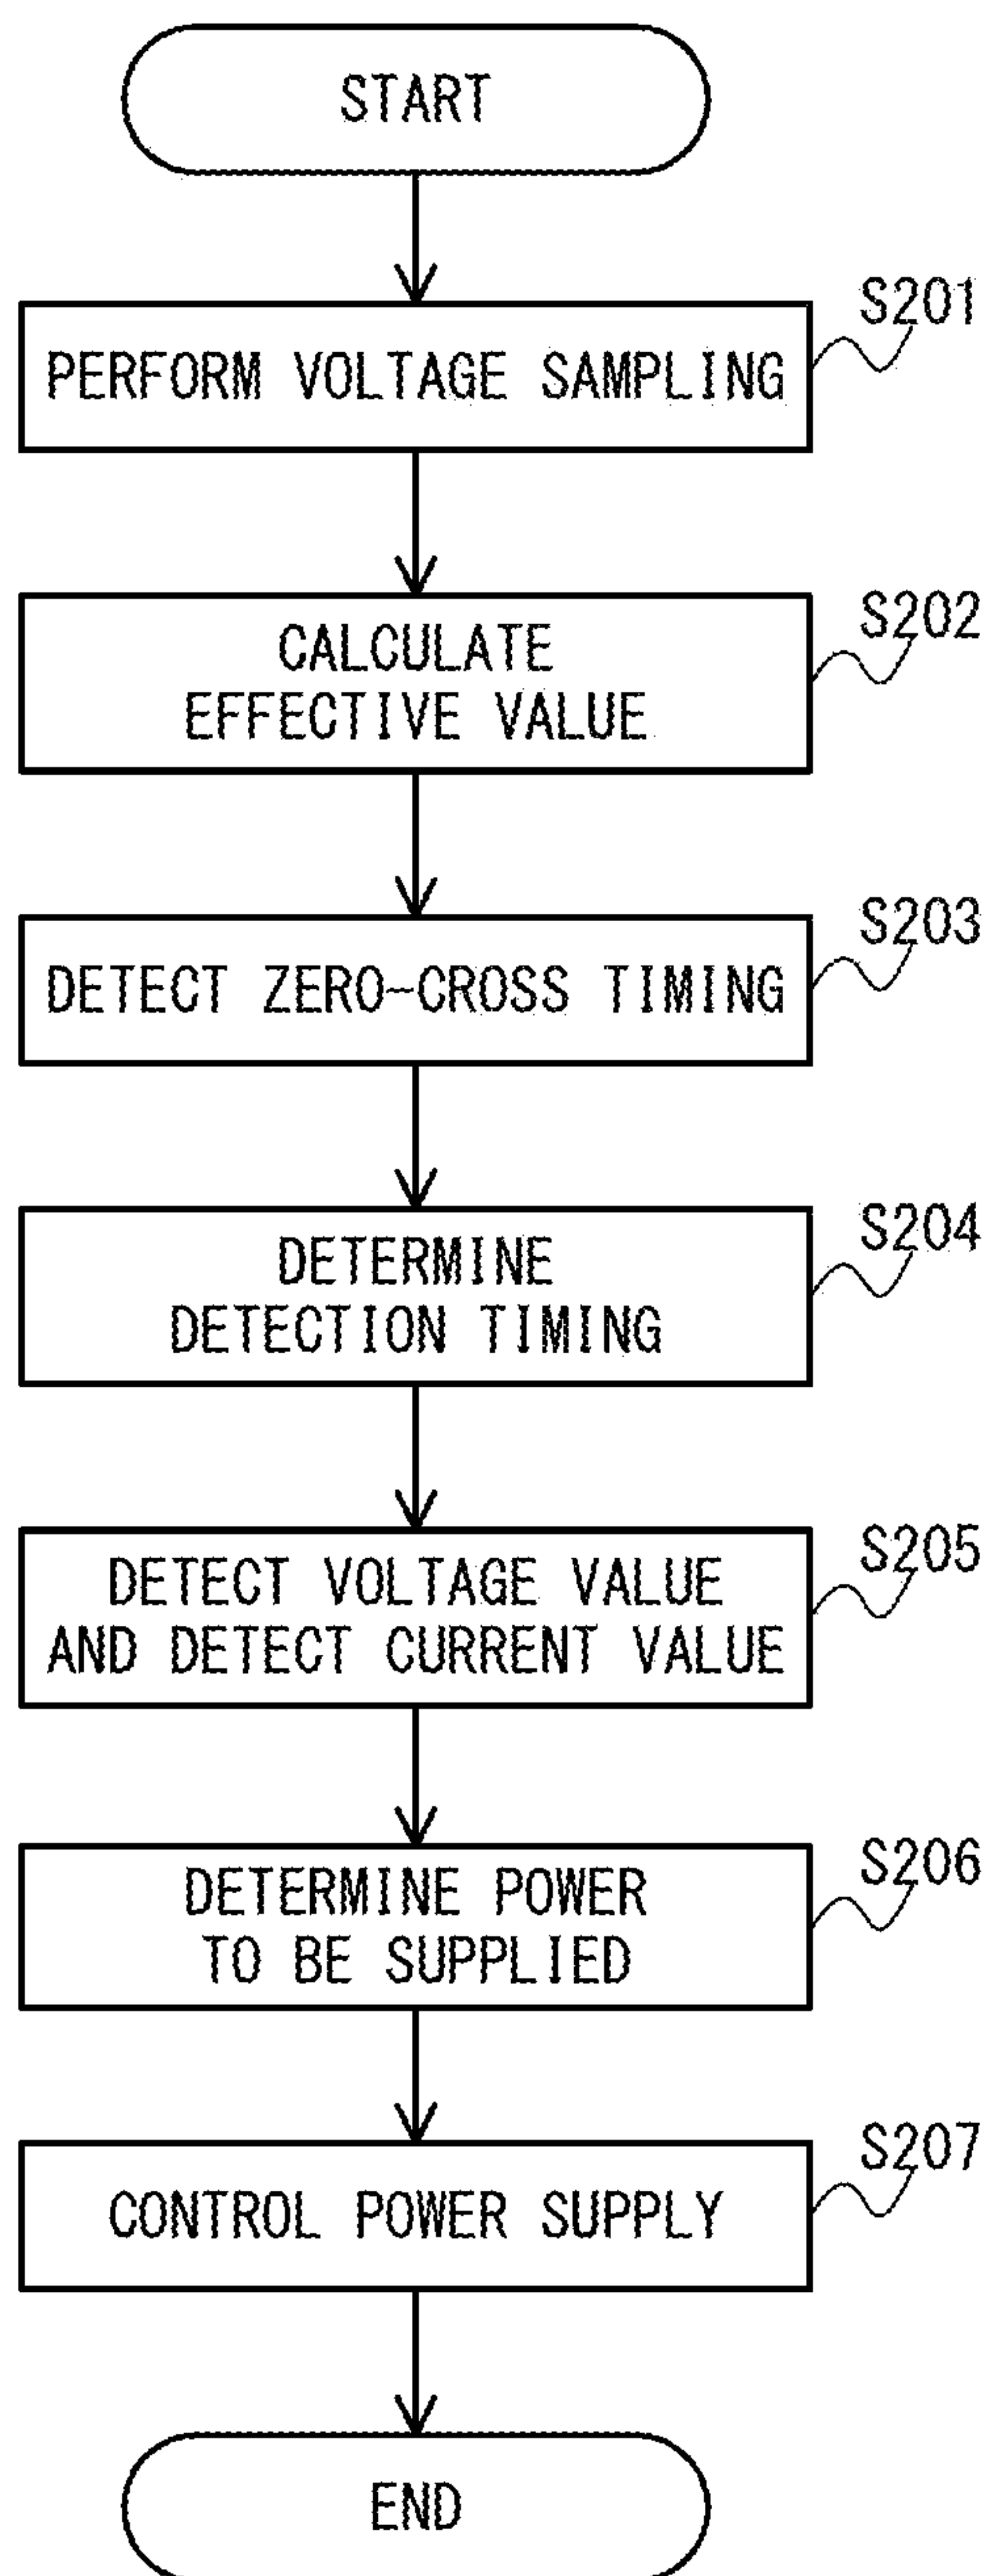 START
S201
PERFORM VOLTAGE SAMPLING
S202
CALCULATE
EFFECTIVE VALUE
S203
DETECT ZERO-CROSS TIMING
S204
DETERMINE
DETECTION TIMING
S205
DETECT VOLTAGE VALUE
AND DETECT CURRENT VALUE
S206
DETERMINE POWER
TO BE SUPPLIED
S207
CONTROL POWER SUPPLY
END